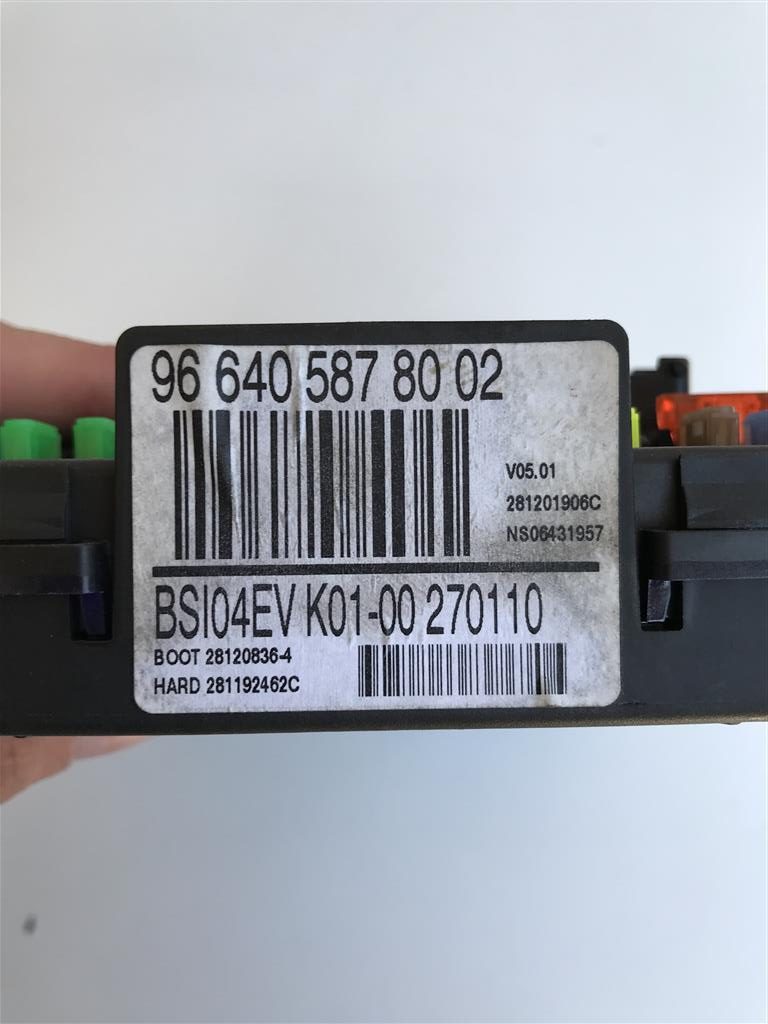 96 640 587 80 02
V05.01
281201906C
NS06431957
BSI04EV K01-00 270110
BOOT 28120836-4
HARD 281192462C